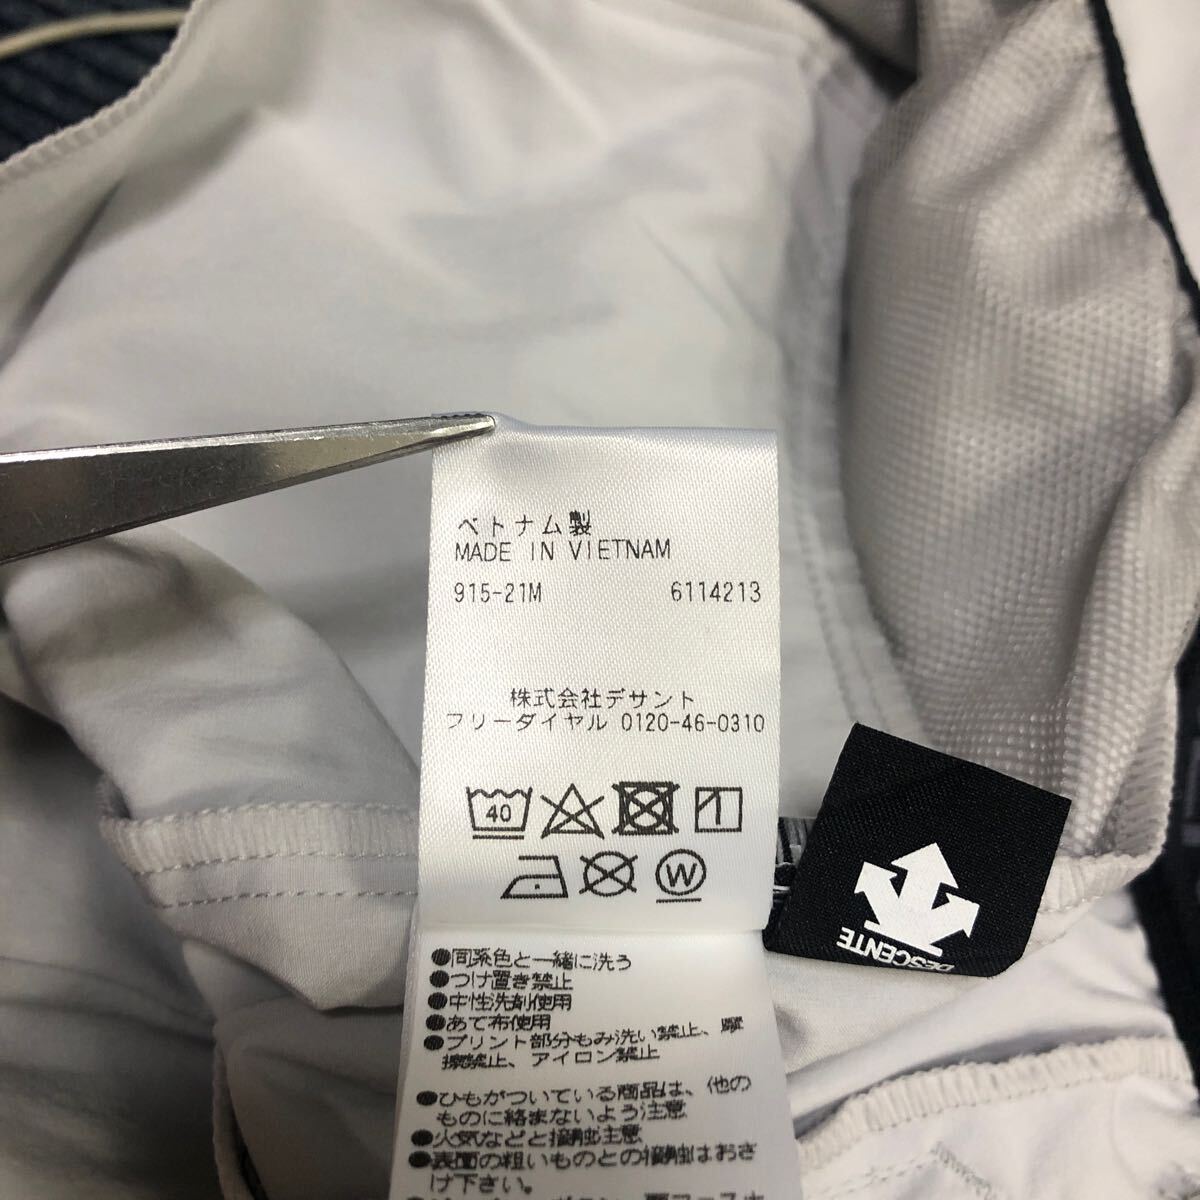 ベトナム製
MADE IN VIETNAM
915-21M 6114213
株式会社デサント
フリーダイヤル 0120-46-0310
40
W
DESCENTE
●同系色と一緒に洗う
●つけ置き禁止
●中性洗剤使用
●あて布使用
●プリント部分もみ洗い禁止、摩
擦禁止、アイロン禁止
●ひもがついている商品は、他の
ものに絡まないよう注意
●火気などと接触注意
●表面の粗いものとの接触はおさ
け下さい。